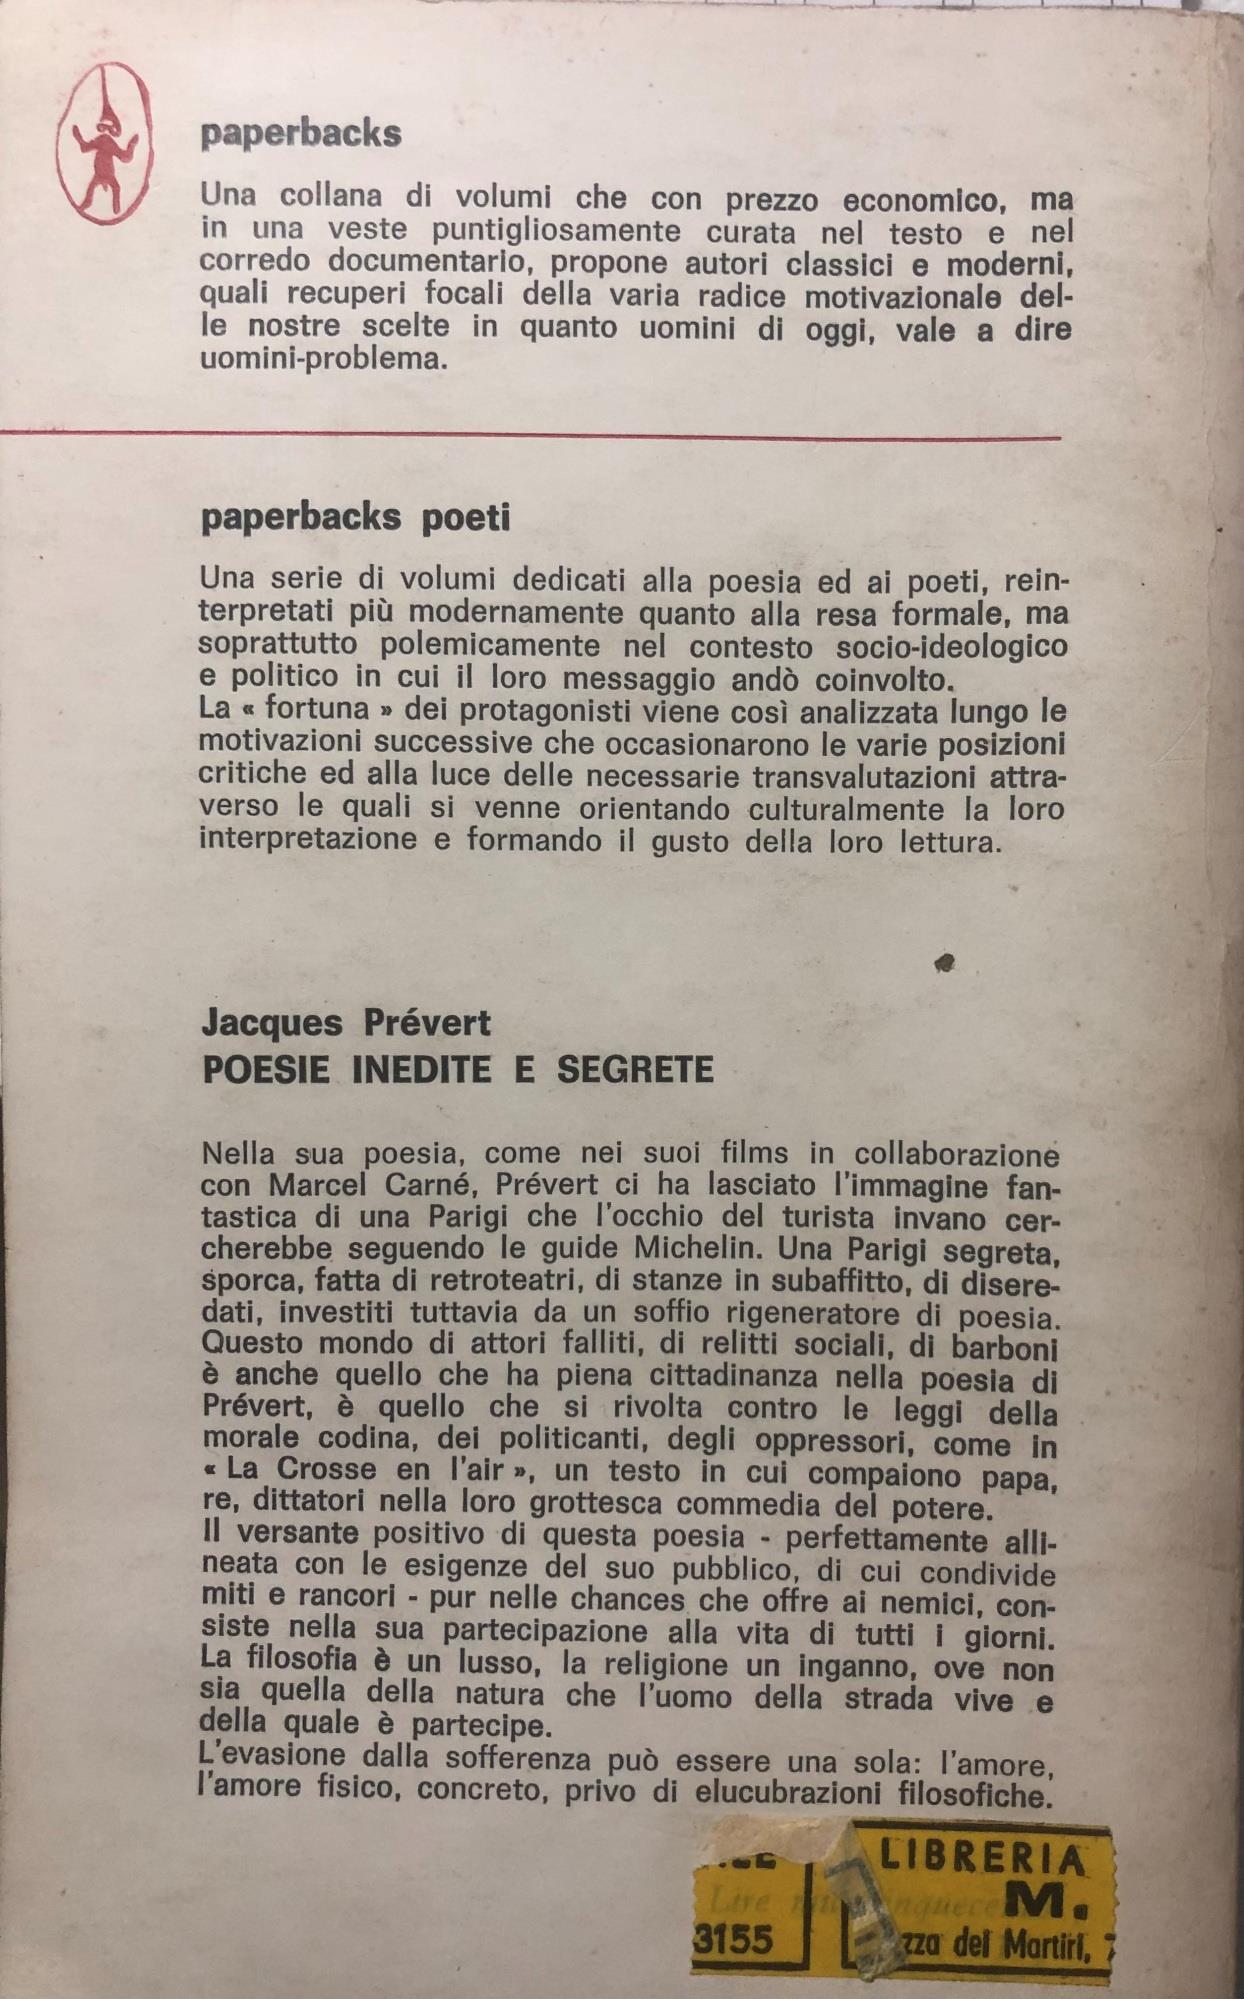 paperbacks
Una collana di volumi che con prezzo economico, ma
in una veste puntigliosamente curata nel testo e nel
corredo documentario, propone autori classici e moderni,
quali recuperi focali della varia radice motivazionale del-
le nostre scelte in quanto uomini di oggi, vale a dire
uomini-problema.
paperbacks poeti
Una serie di volumi dedicati alla poesia ed ai poeti, rein-
terpretati più modernamente quanto alla resa formale, ma
soprattutto polemicamente nel contesto socio-ideologico
e politico in cui il loro messaggio andò coinvolto.
La « fortuna » dei protagonisti viene così analizzata lungo le
motivazioni successive che occasionarono le varie posizioni
critiche ed alla luce delle necessarie transvalutazioni attra-
verso le quali si venne orientando culturalmente la loro
interpretazione e formando il gusto della loro lettura.
Jacques Prévert
POESIE INEDITE E SEGRETE
Nella sua poesia, come nei suoi films in collaborazione
con Marcel Carné, Prévert ci ha lasciato l'immagine fan-
tastica di una Parigi che l'occhio del turista invano cer-
cherebbe seguendo le guide Michelin. Una Parigi segreta,
sporca, fatta di retroteatri, di stanze in subaffitto, di disere-
dati, investiti tuttavia da un soffio rigeneratore di poesia.
Questo mondo di attori falliti, di relitti sociali, di barboni
è anche quello che ha piena cittadinanza nella poesia di
Prévert, è quello che si rivolta contro le leggi della
morale codina, dei politicanti, degli oppressori, come in
« La Crosse en l'air », un testo in cui compaiono papa,
re, dittatori nella loro grottesca commedia del potere.
Il versante positivo di questa poesia - perfettamente alli-
neata con le esigenze del suo pubblico, di cui condivide
miti e rancori - pur nelle chances che offre ai nemici, con-
siste nella sua partecipazione alla vita di tutti i giorni.
La filosofia è un lusso, la religione un inganno, ove non
sia quella della natura che l'uomo della strada vive e
della quale è partecipe.
L'evasione dalla sofferenza può essere una sola: l'amore,
l'amore fisico, concreto, privo di elucubrazioni filosofiche.
LIBRERIA
Lire
M.
3155
zza dei Martiri, 7